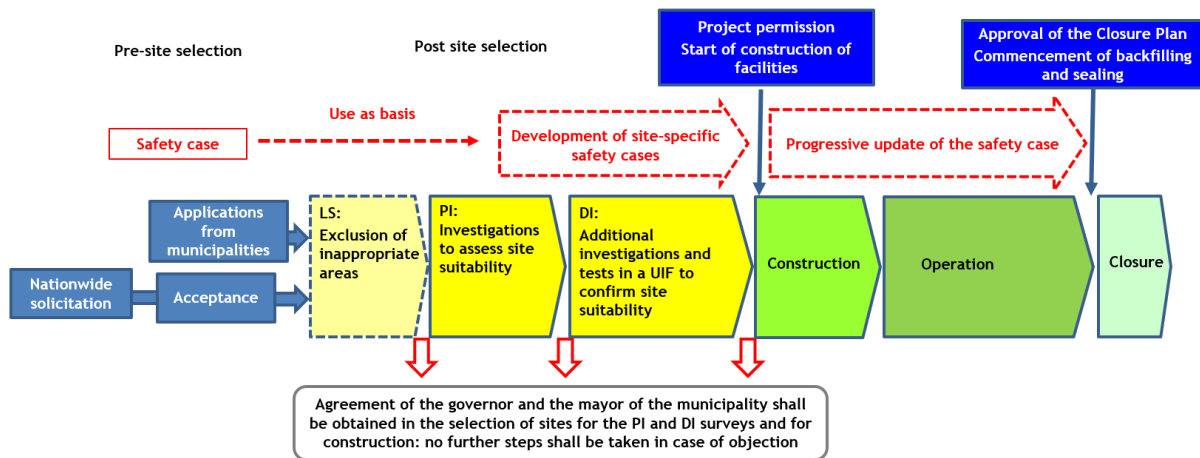 Pre-site selection
Post site selection
Project permission
Start of construction of
facilities
Approval of the Closure Plan
Commencement of backfilling
and sealing
Safety case
Use as basis
Development of site-specific
safety cases
Progressive update of the safety case
Applications
from
municipalities
Nationwide
solicitation
Acceptance
LS:
Exclusion of
inappropriate
areas
PI:
Investigations
to assess site
suitability
DI:
Additional
investigations and
tests in a UIF to
confirm site
suitability
Construction
Operation
Closure
Agreement of the governor and the mayor of the municipality shall
be obtained in the selection of sites for the PI and DI surveys and for
construction: no further steps shall be taken in case of objection